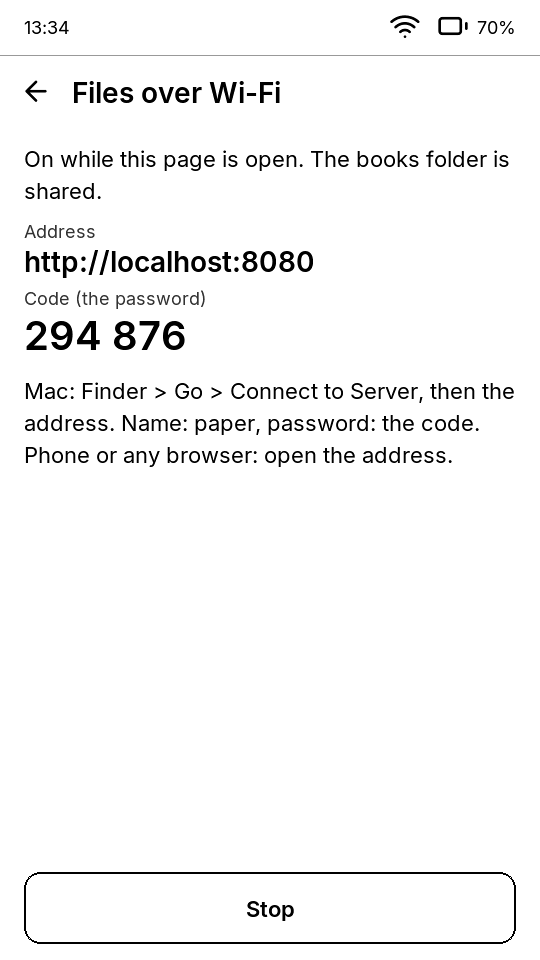 13:34
70%
Files over Wi-Fi
On while this page is open. The books folder is
shared.
Address
http://localhost:8080
Code (the password)
294 876
Mac: Finder > Go > Connect to Server, then the
address. Name: paper, password: the code.
Phone or any browser: open the address.
Stop